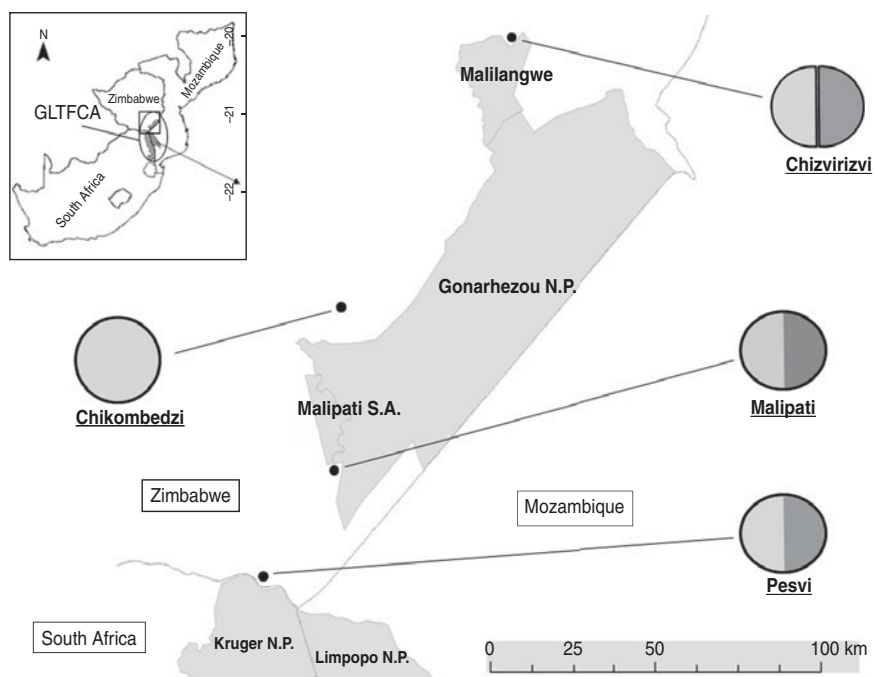 N
Zimbabwe
Mozambique
GLTFCA
South Africa
–20
–21
–22
Malilangwe
Chizvirizvi
Gonarhezou N.P.
Chikombedzi
Malipati S.A.
Malipati
Zimbabwe
Mozambique
Pesvi
South Africa
Kruger N.P.
Limpopo N.P.
0 25 50 100 km